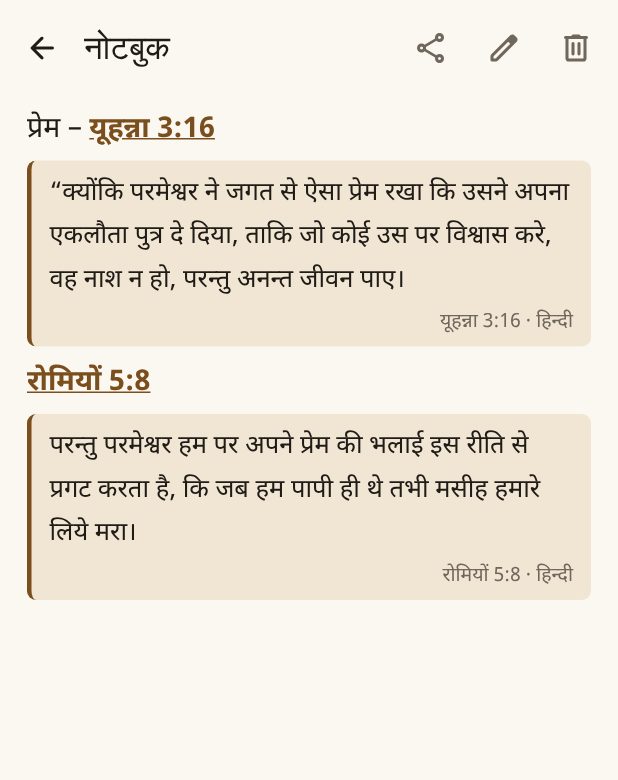 नोटबुक
प्रेम – यूहन्ना 3:16
“क्योंकि परमेश्वर ने जगत से ऐसा प्रेम रखा कि उसने अपना
एकलौता पुत्र दे दिया, ताकि जो कोई उस पर विश्वास करे,
वह नाश न हो, परन्तु अनन्त जीवन पाए।
यूहन्ना 3:16 · हिन्दी
रोमियों 5:8
परन्तु परमेश्वर हम पर अपने प्रेम की भलाई इस रीति से
प्रगट करता है, कि जब हम पापी ही थे तभी मसीह हमारे
लिये मरा।
रोमियों 5:8 · हिन्दी